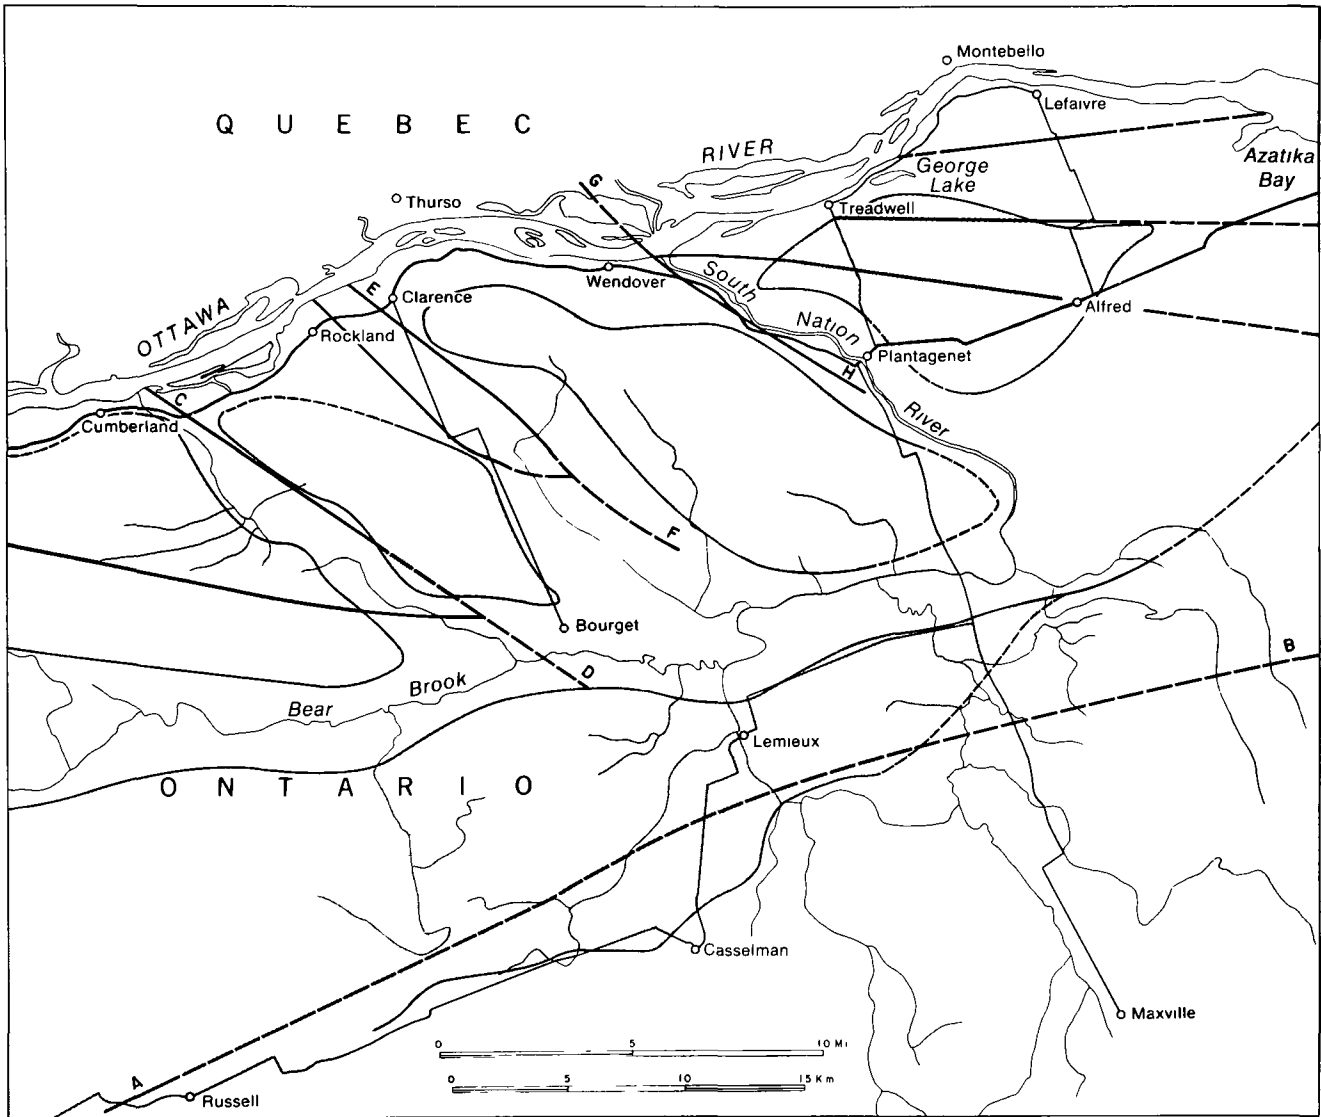 Montebello
Lefaivre
QUEBEC
RIVER
Azatika
Bay
George
Lake
G
Thurso
Treadwell
South
Wendover
E
Clarence
Alfred
OTTAWA
Rockland
Nation
Plantagenet
H
C
Cumberland
River
F
Bourget
B
D
Brook
Bear
Lemieux
ONTARIO
Casselman
Maxville
0 5 10 Mi
0 5 10 15 Km
A
Russell